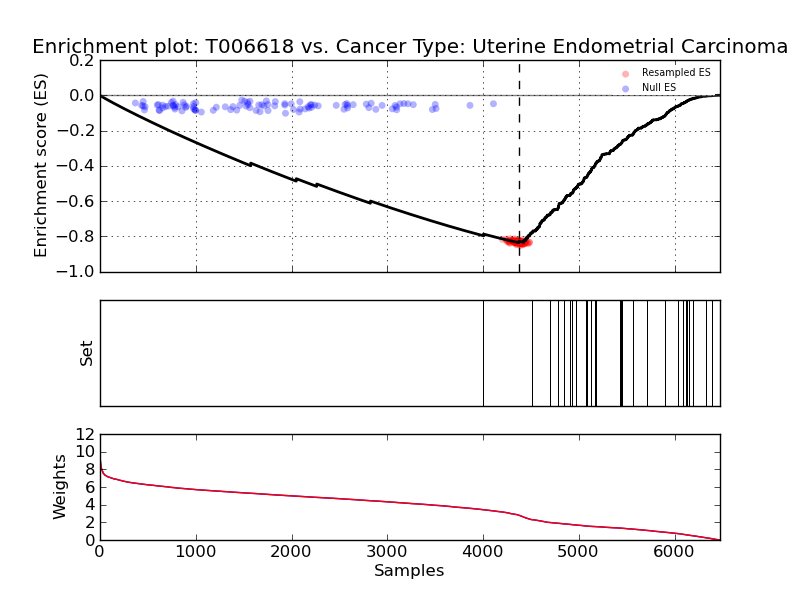 Enrichment plot: T006618 vs. Cancer Type: Uterine Endometrial Carcinoma
Enrichment score (ES)
0.2
0.0
−0.2
−0.4
−0.6
−0.8
−1.0
Resampled ES
Null ES
Set
Weights
12
10
8
6
4
2
0
0 1000 2000 3000 4000 5000 6000
Samples